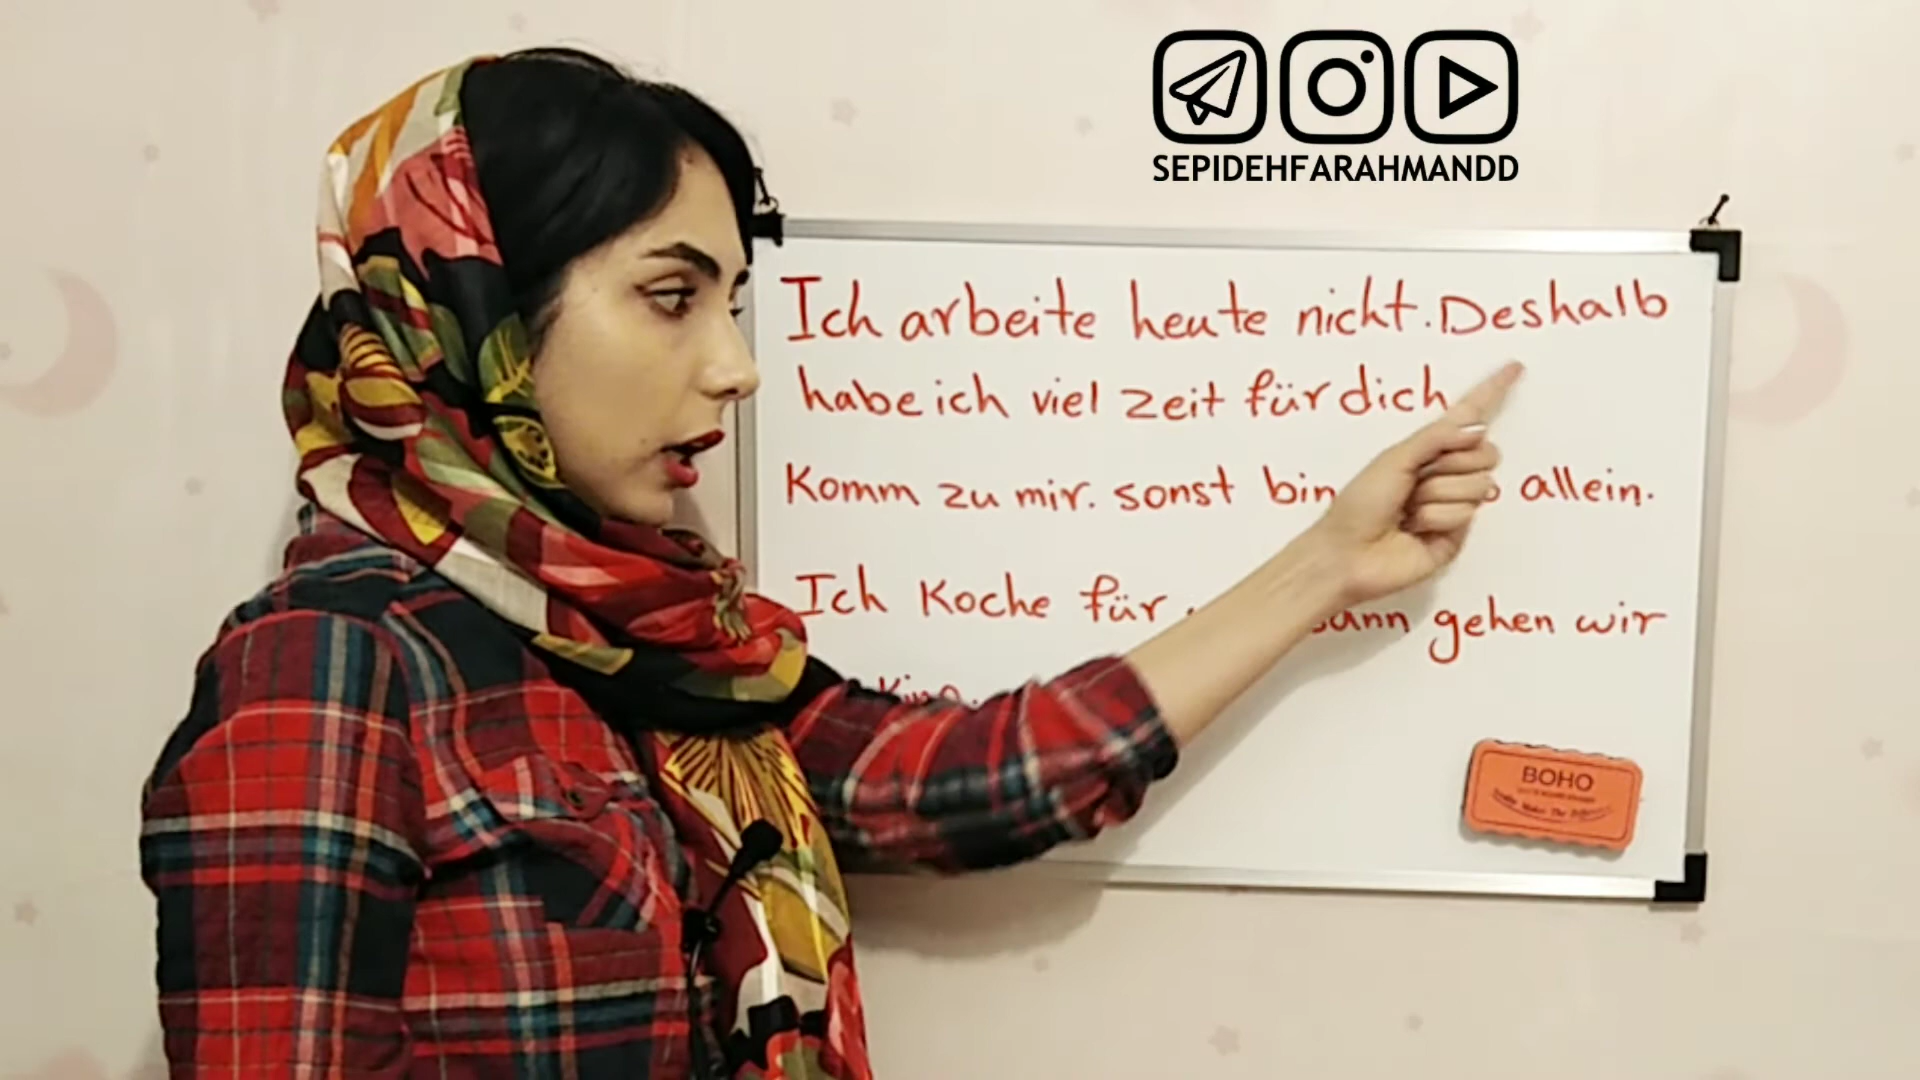 SEPIDEHFARAHMANDD
Ich arbeite heute nicht. Deshalb
habe ich viel Zeit für dich
Komm zu mir. sonst bin allein.
Ich Koche für gehen wir
Kino.
BOHO